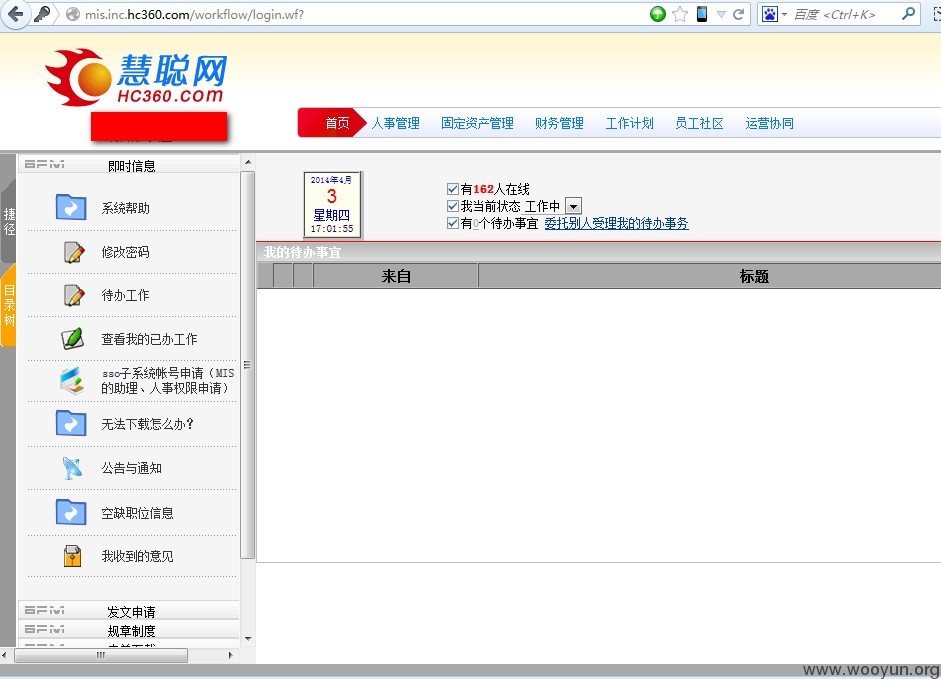 mis.inc.hc360.com/workflow/login.wf?
百度 <Ctrl+K>
慧聪网
HC360.com
首页
人事管理
固定资产管理
财务管理
工作计划
员工社区
运营协同
捷径
目录树
BPM
即时信息
系统帮助
修改密码
待办工作
查看我的已办工作
sso子系统帐号申请（MIS
的助理、人事权限申请）
无法下载怎么办?
公告与通知
空缺职位信息
我收到的意见
BPM
发文申请
BPM
规章制度
2014年4月
3
星期四
17:01:55
有162人在线
我当前状态 工作中
有0个待办事宜 委托别人受理我的待办事务
我的待办事宜
来自
标题
www.wooyun.org